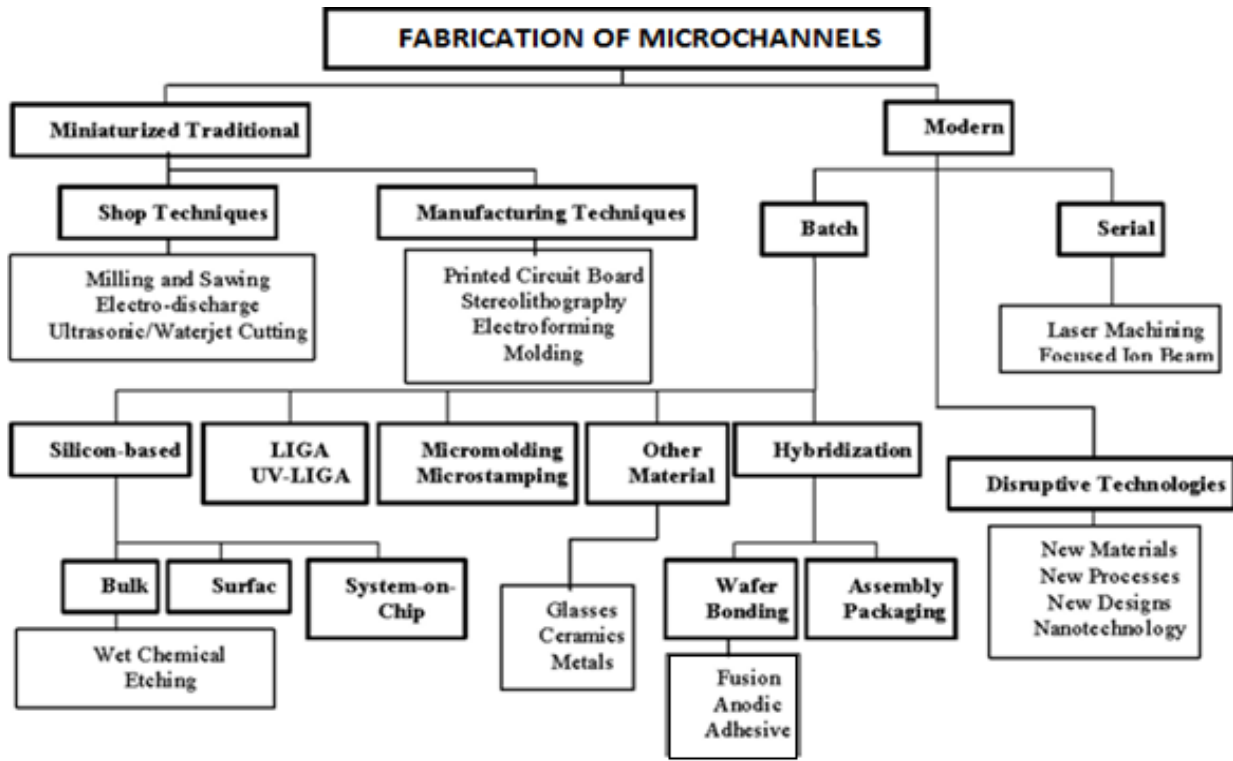 FABRICATION OF MICROCHANNELS
Miniaturized Traditional
Modern
Shop Techniques
Manufacturing Techniques
Batch
Serial
Milling and Sawing
Electro-discharge
Ultrasonic/Waterjet Cutting
Printed Circuit Board
Stereolithography
Electroforming
Molding
Laser Machining
Focused Ion Beam
Silicon-based
LIGA
UV-LIGA
Micromolding
Microstamping
Other
Material
Hybridization
Disruptive Technologies
New Materials
New Processes
New Designs
Nanotechnology
Bulk
Surfac
System-on-
Chip
Wet Chemical
Etching
Glasses
Ceramics
Metals
Wafer
Bonding
Assembly
Packaging
Fusion
Anodic
Adhesive